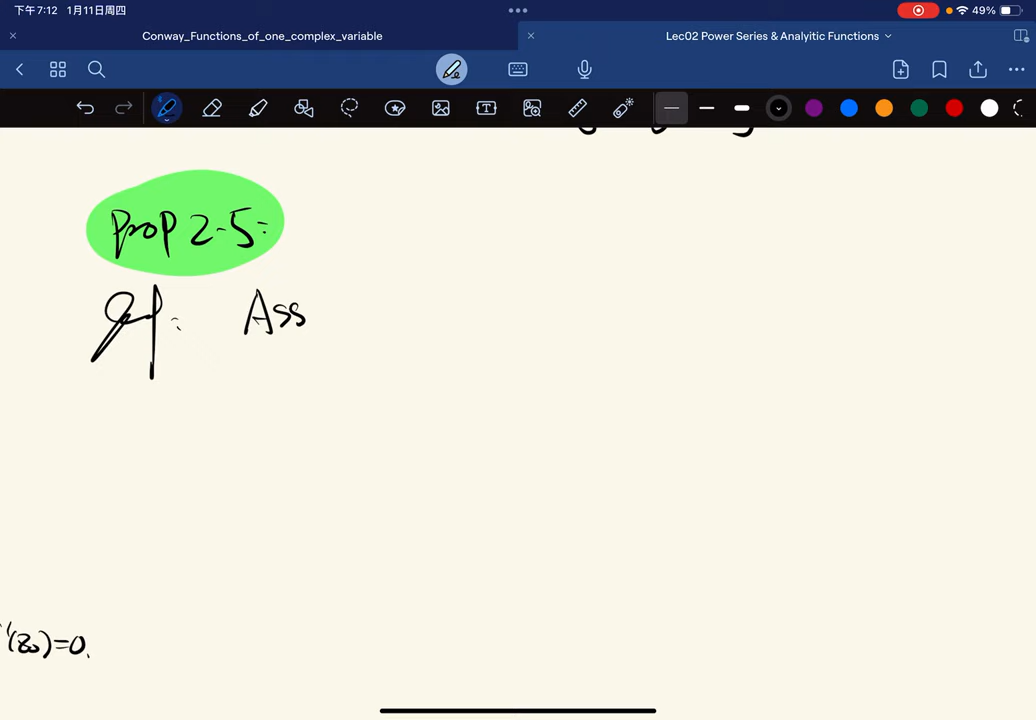 下午7:12 1月11日周四
49%
Conway_Functions_of_one_complex_variable
Lec02 Power Series & Analyitic Functions
prop 2-5:
Ass
'(z₀)=0.